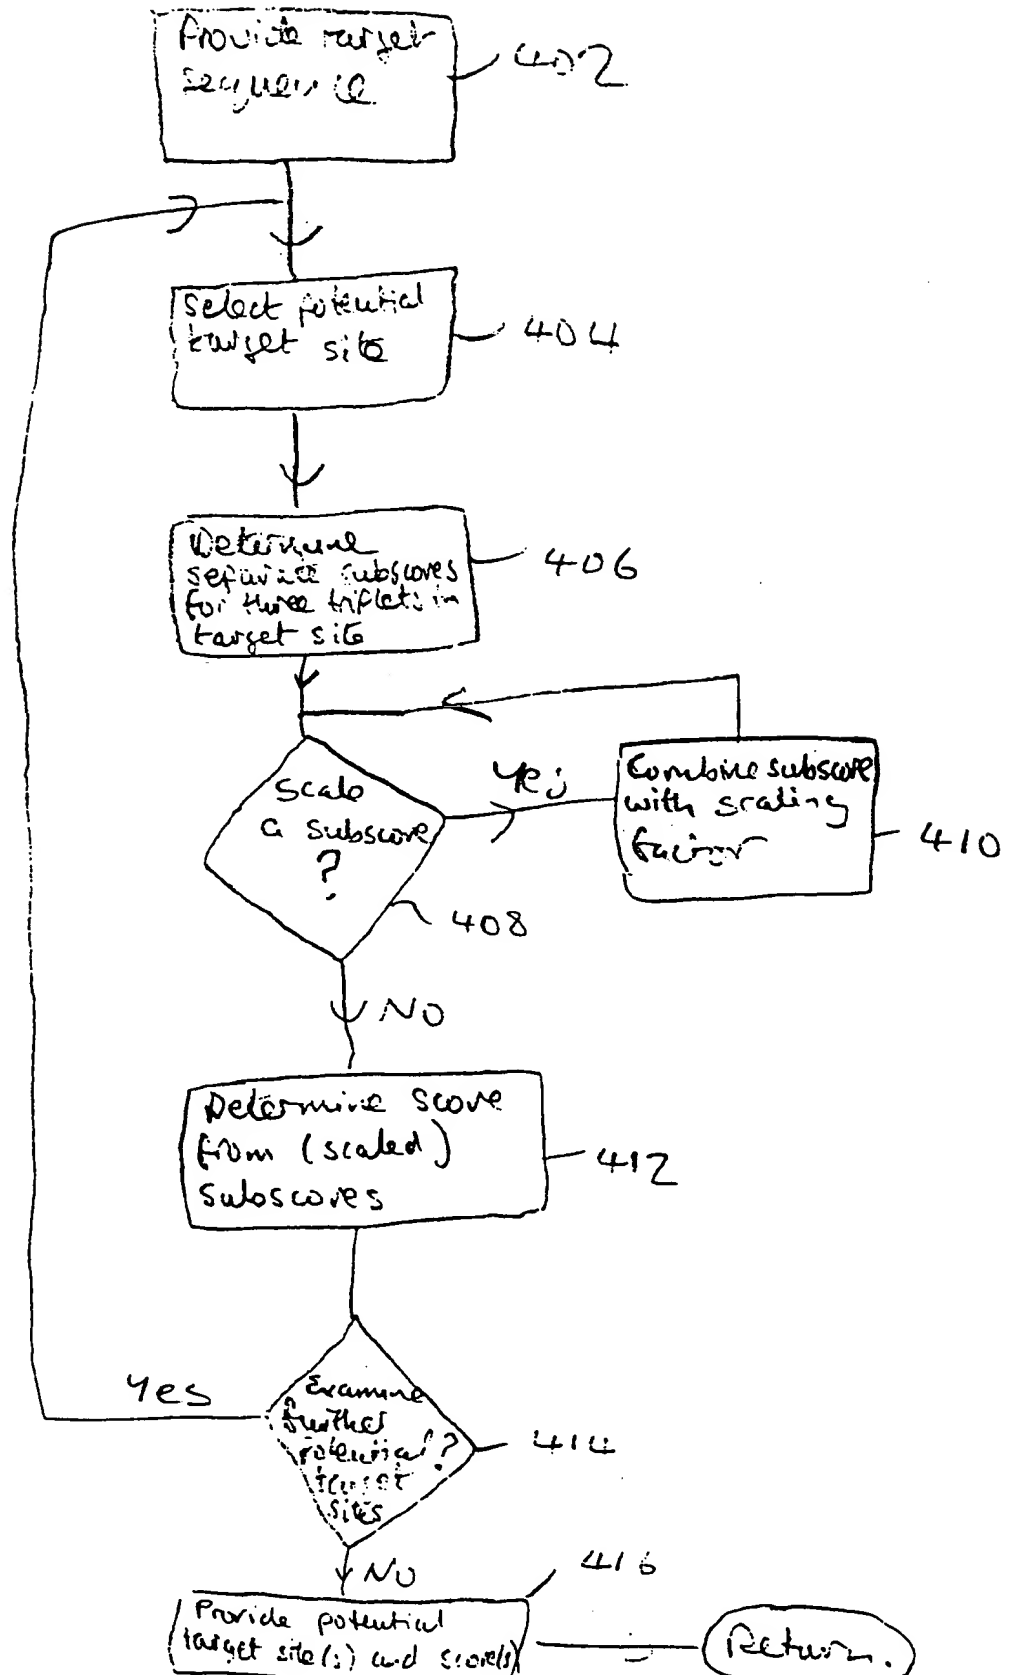 Provide target
sequence
402
Select potential
target site
404
Determine
separate subscores
for three triplets in
target site
406
Scale
a subscore
?
408
Yes
Combine subscore
with scaling
factor
410
NO
Determine score
from (scaled)
subscores
412
Examine
further
potential ?
target
sites
414
Yes
NO
416
Provide potential
target site(s) and score(s)
Return.